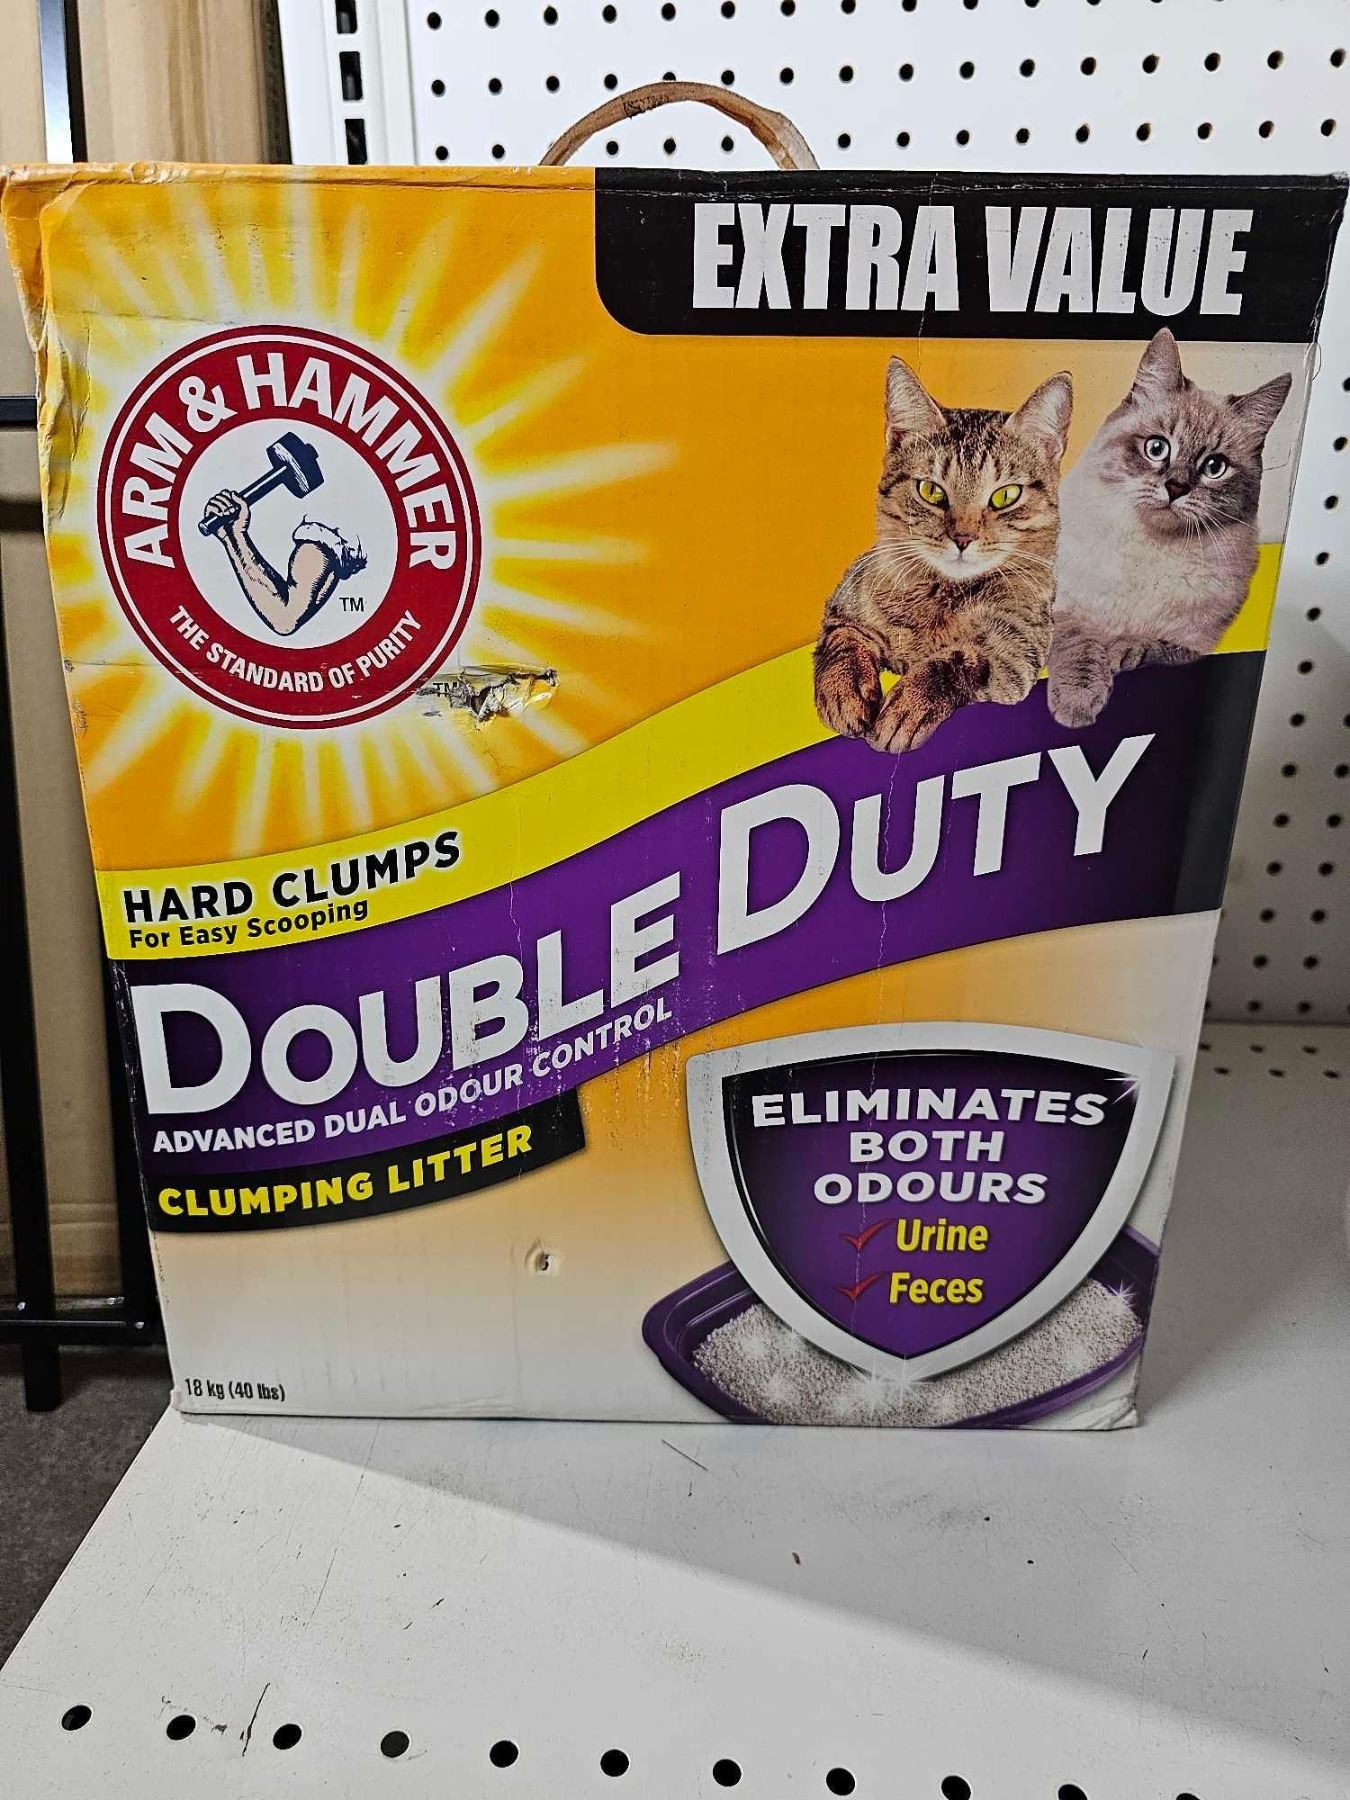 EXTRA VALUE
ARM & HAMMER
THE STANDARD OF PURITY
TM
TM
HARD CLUMPS
For Easy Scooping
DOUBLE DUTY
ADVANCED DUAL ODOUR CONTROL
CLUMPING LITTER
ELIMINATES
BOTH
ODOURS
Urine
Feces
18 kg (40 lbs)